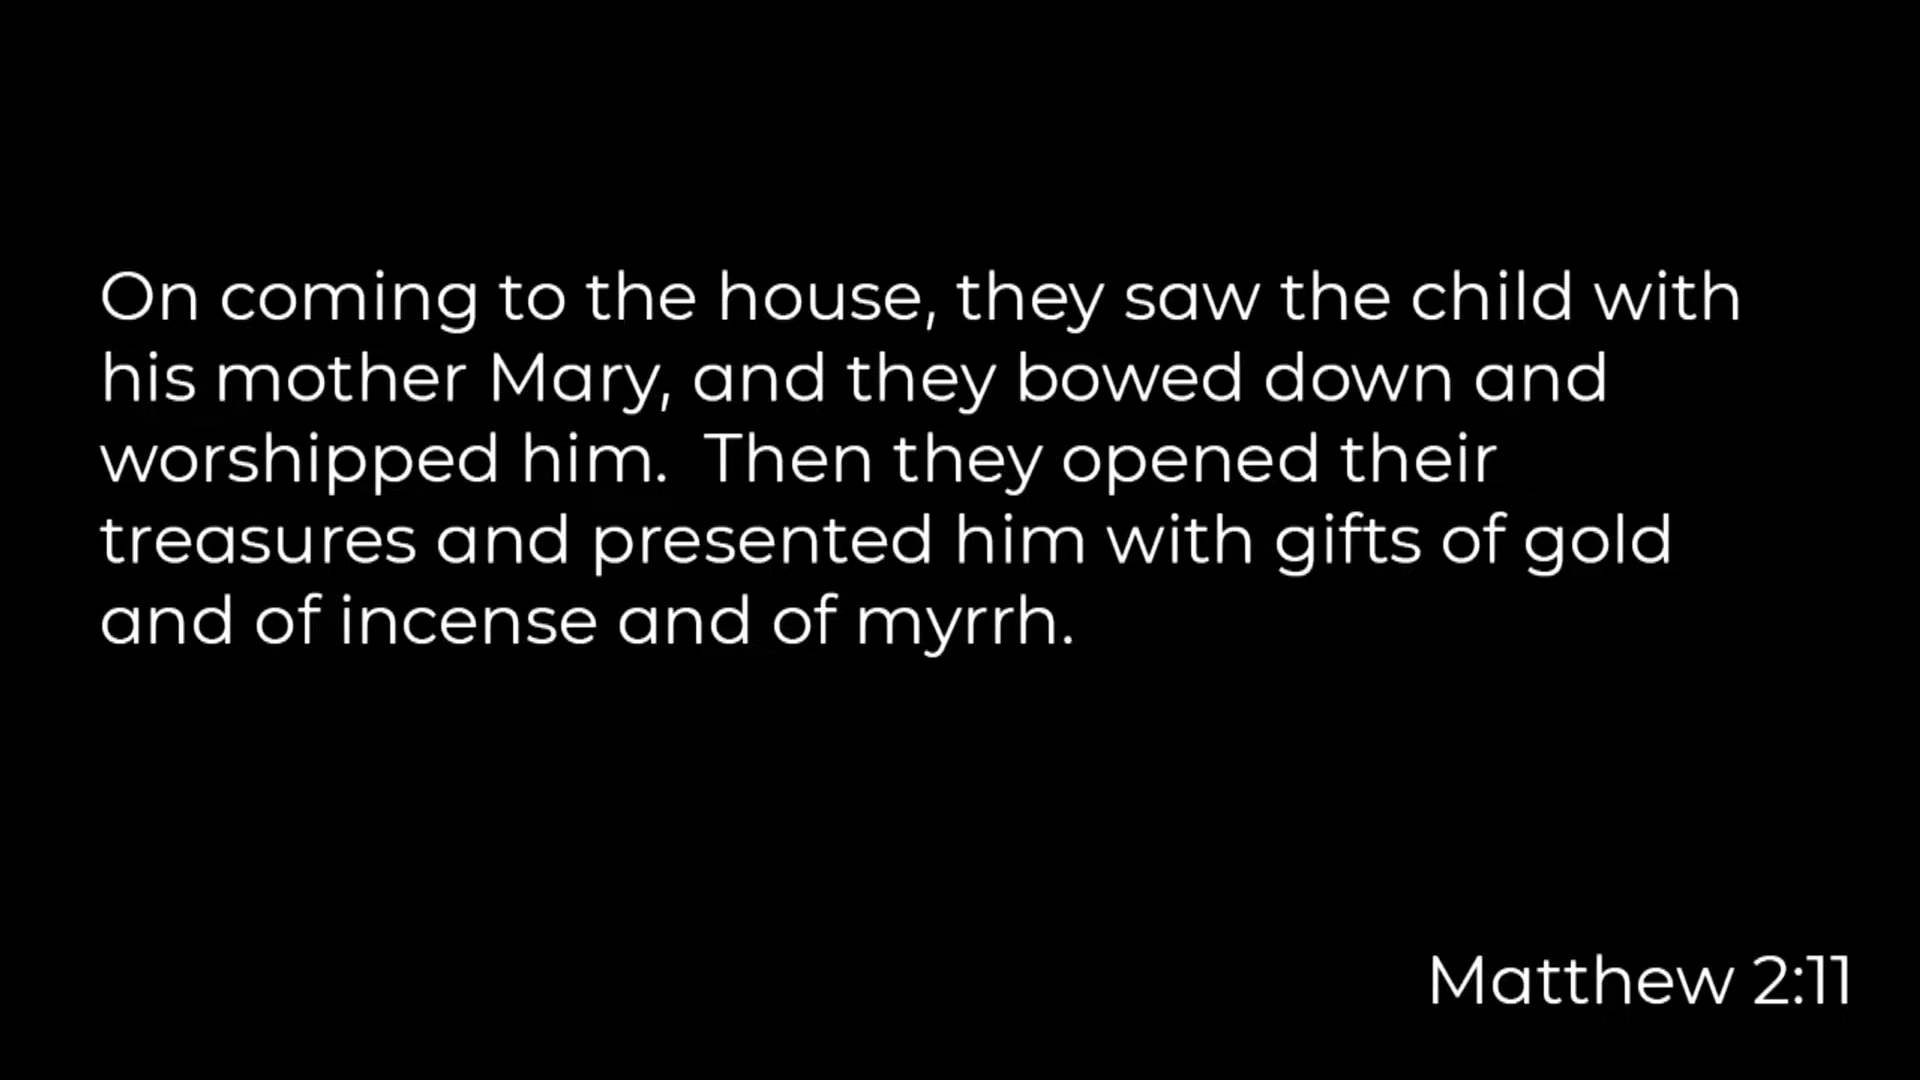 On coming to the house, they saw the child with
his mother Mary, and they bowed down and
worshipped him.  Then they opened their
treasures and presented him with gifts of gold
and of incense and of myrrh.
Matthew 2:11